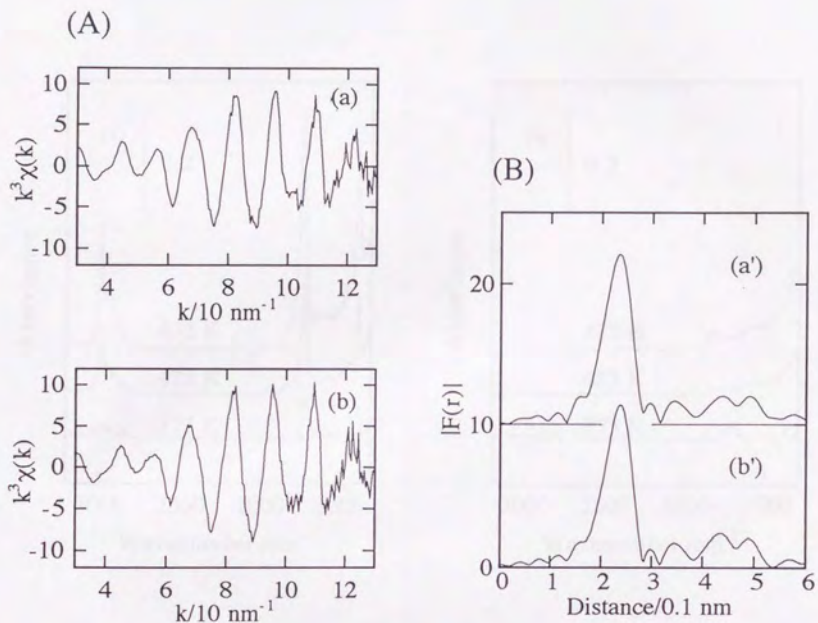 (A)
(a)
10
5
0
-5
-10
k³χ(k)
4 6 8 10 12
k/10 nm⁻¹
(b)
10
5
0
-5
-10
k³χ(k)
4 6 8 10 12
k/10 nm⁻¹
(B)
(a')
20
10
|F(r)|
(b')
0
0 1 2 3 4 5 6
Distance/0.1 nm